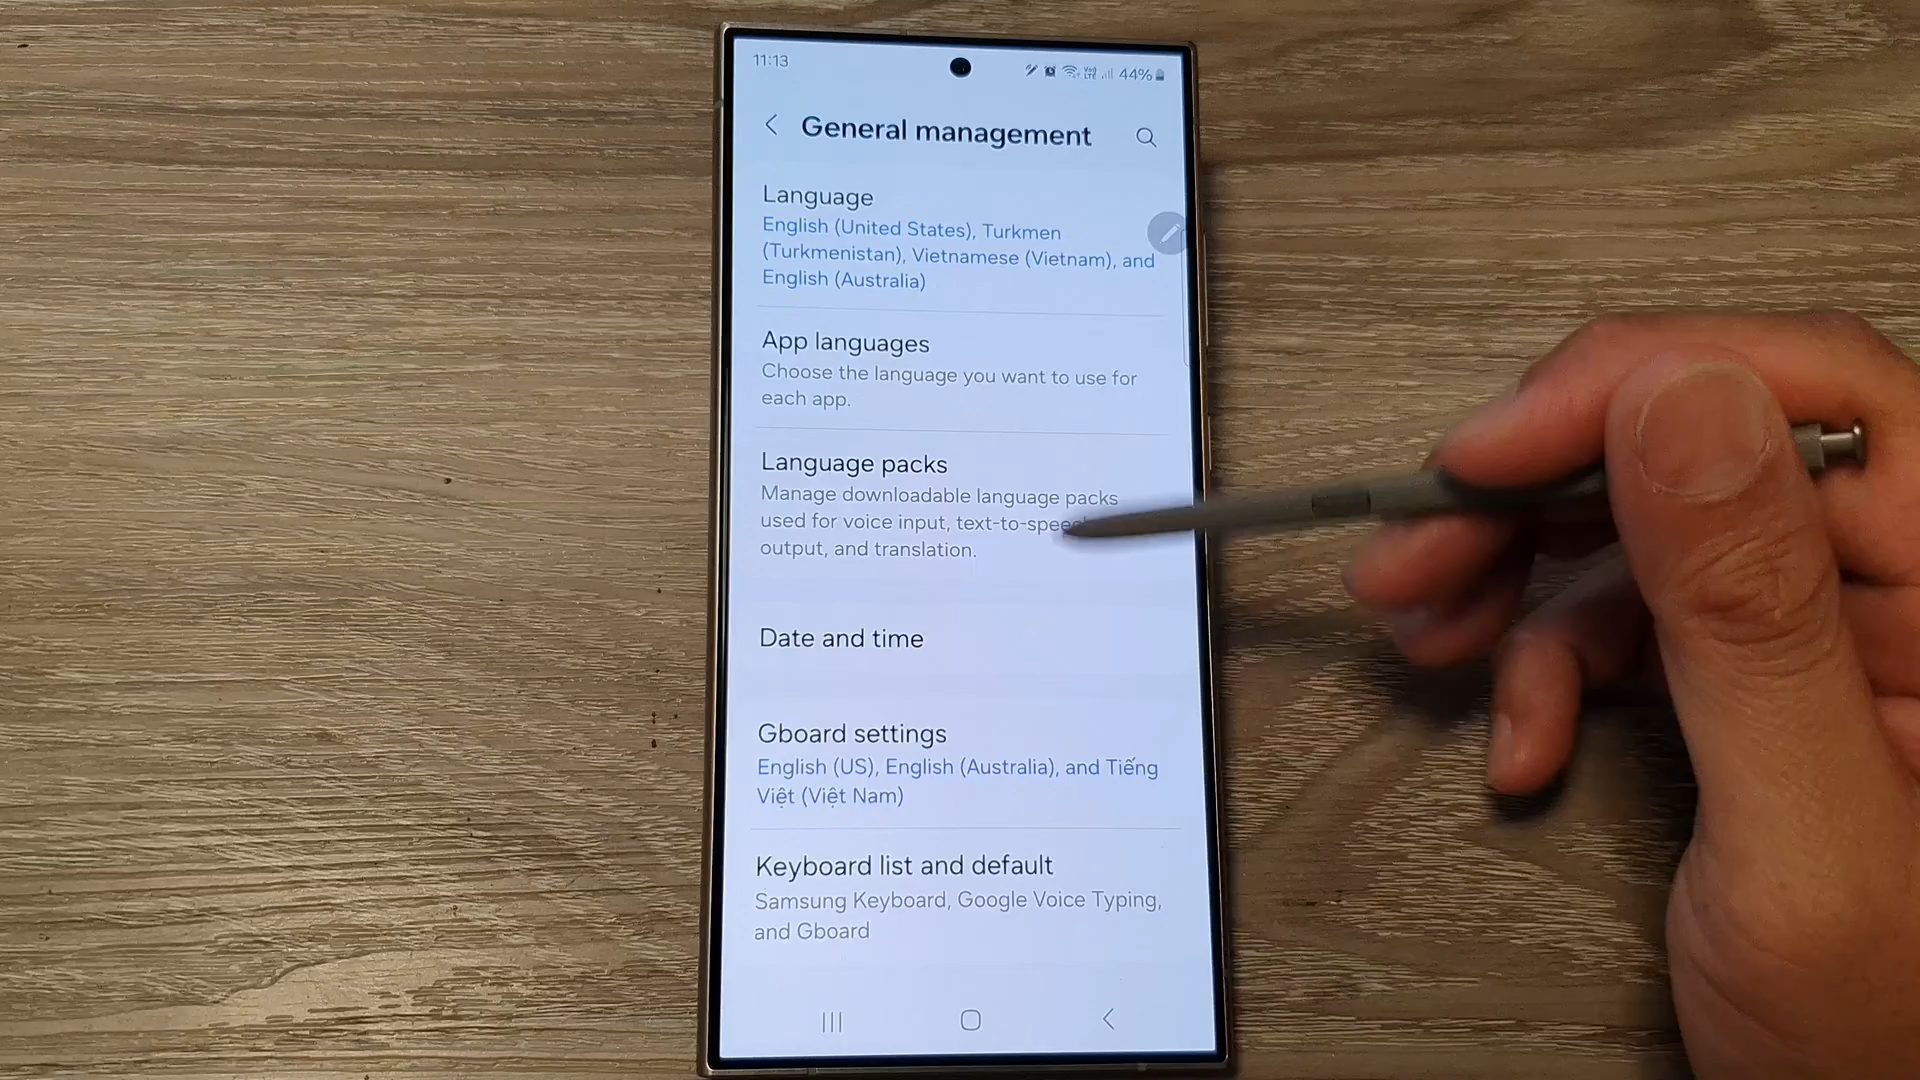 11:13
44%
General management
Language
English (United States), Turkmen
(Turkmenistan), Vietnamese (Vietnam), and
English (Australia)
App languages
Choose the language you want to use for
each app.
Language packs
Manage downloadable language packs
used for voice input, text-to-speec
output, and translation.
Date and time
Gboard settings
English (US), English (Australia), and Tiếng
Việt (Việt Nam)
Keyboard list and default
Samsung Keyboard, Google Voice Typing,
and Gboard